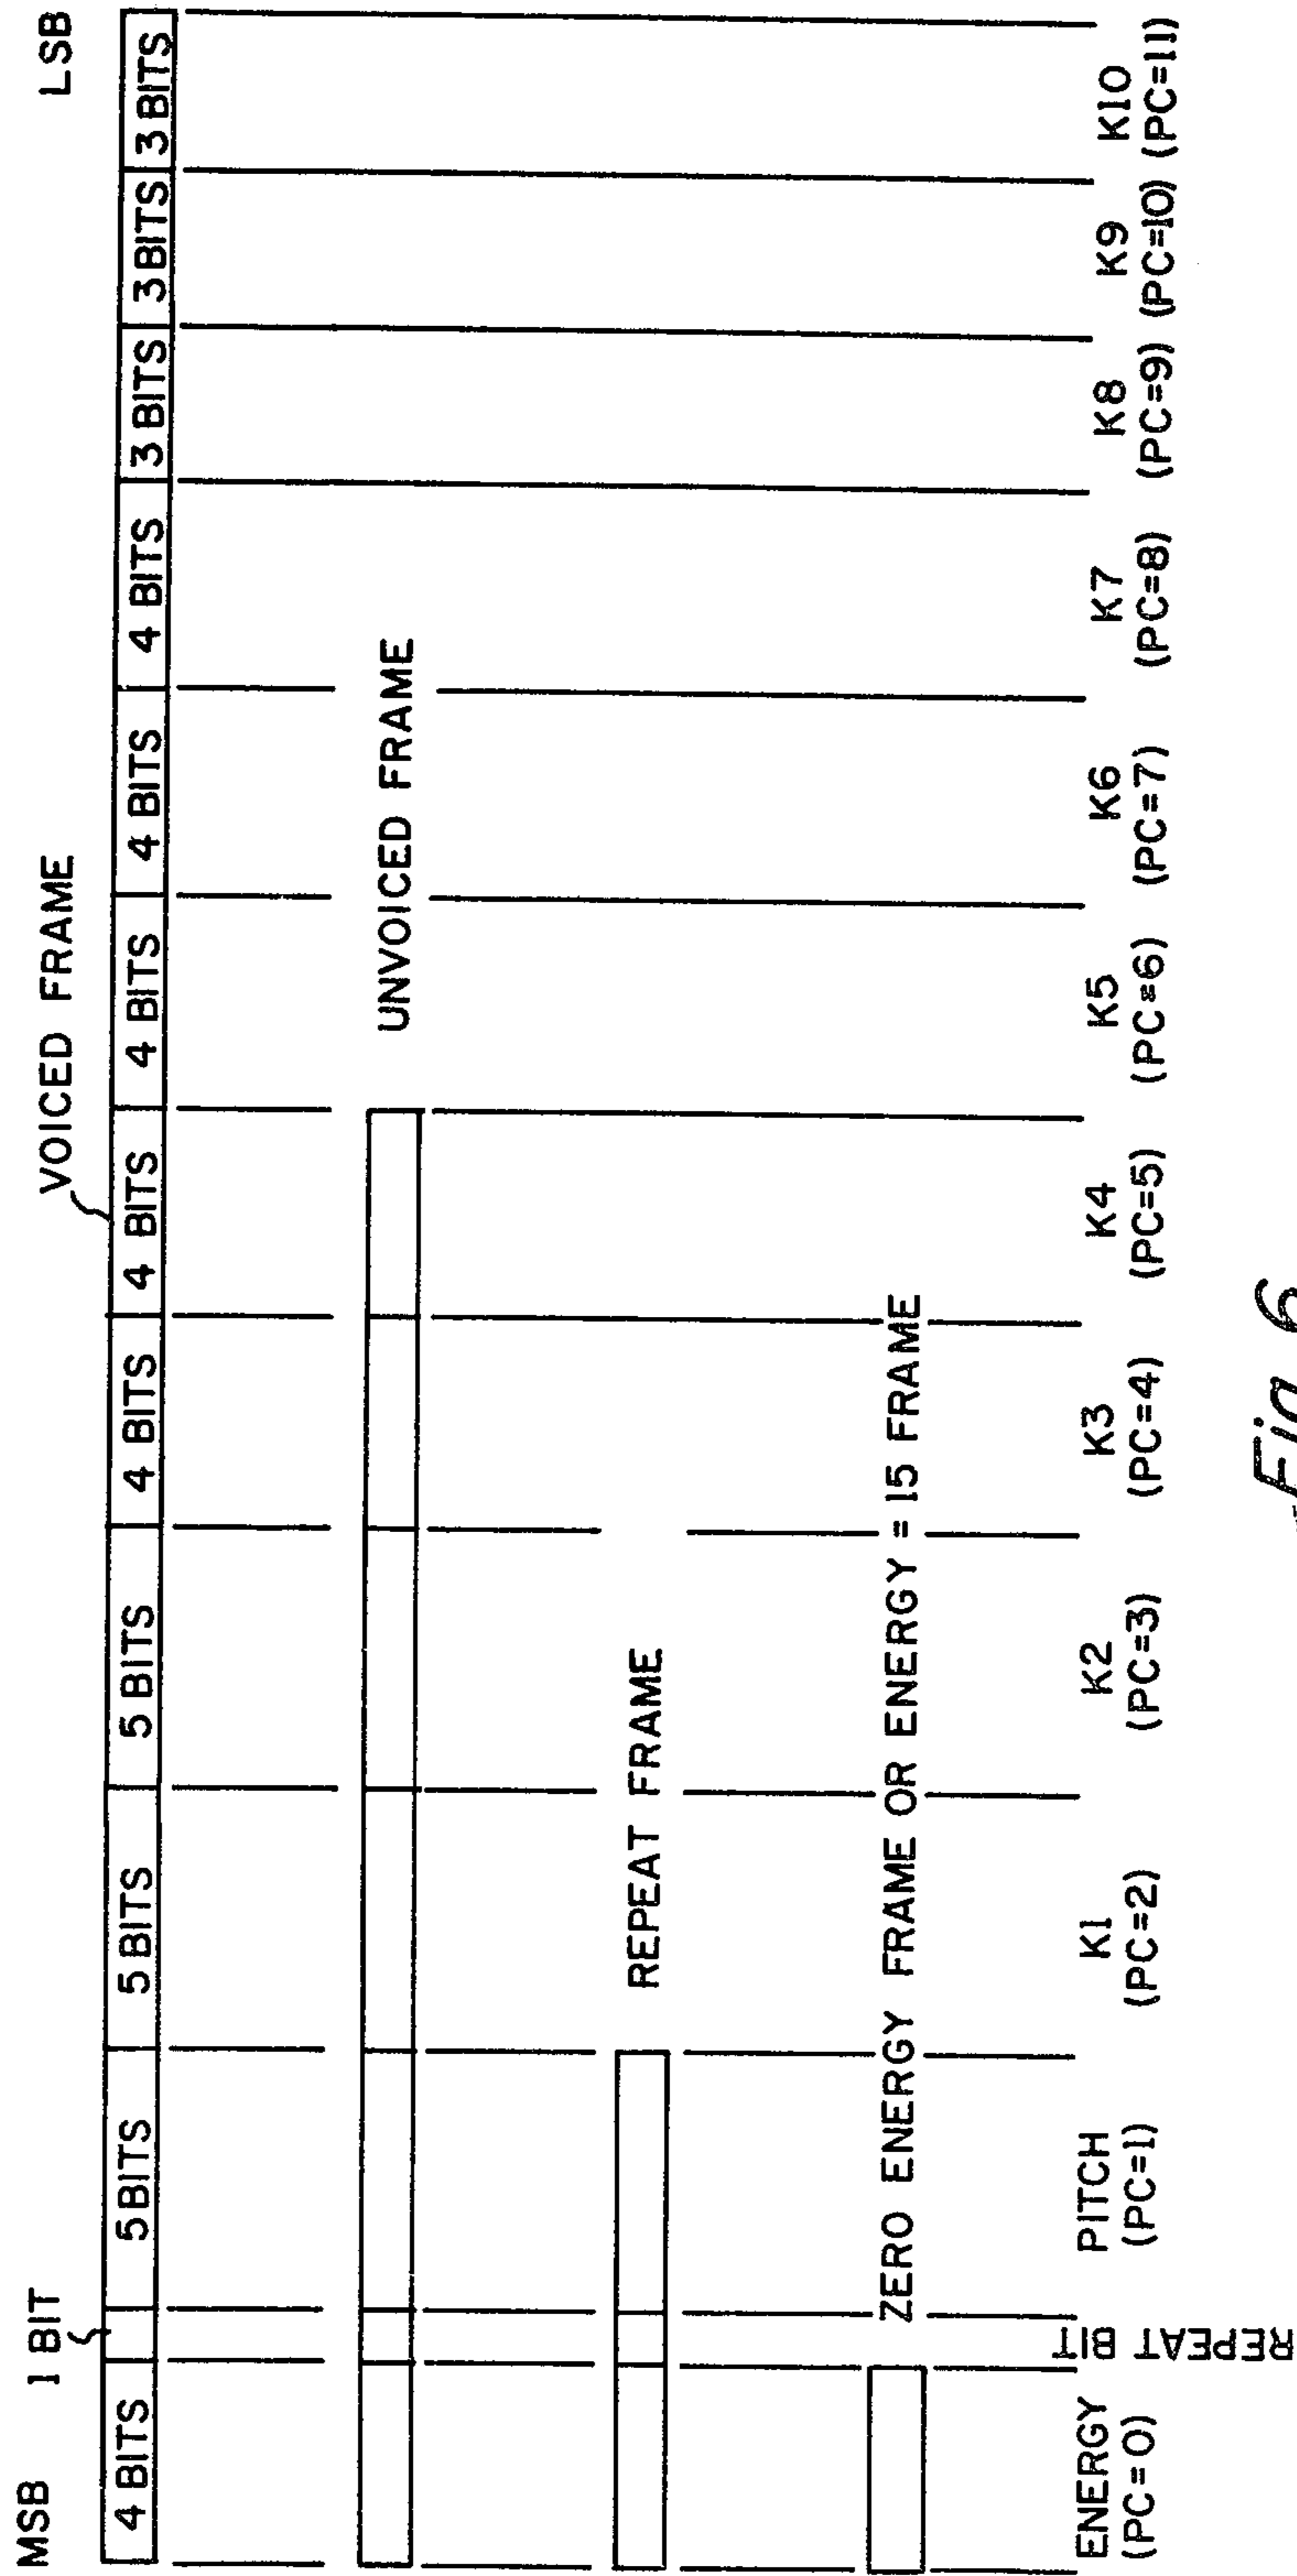 MSB 1 BIT VOICED FRAME LSB
4 BITS 5 BITS 5 BITS 5 BITS 4 BITS 4 BITS 4 BITS 4 BITS 4 BITS 3 BITS 3 BITS 3 BITS
UNVOICED FRAME
REPEAT FRAME
ZERO ENERGY FRAME OR ENERGY = 15 FRAME
ENERGY REPEAT BIT PITCH K1 K2 K3 K4 K5 K6 K7 K8 K9 K10
(PC=0) (PC=1) (PC=2) (PC=3) (PC=4) (PC=5) (PC=6) (PC=7) (PC=8) (PC=9) (PC=10) (PC=11)
Fig. 6